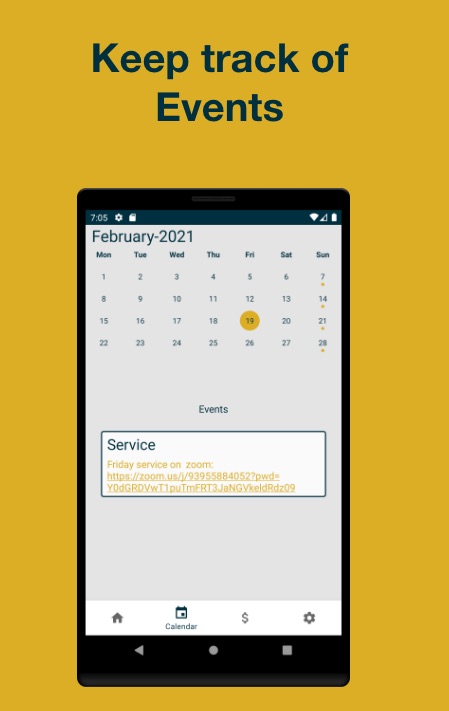 Keep track of
Events
7:05
February-2021
Mon Tue Wed Thu Fri Sat Sun
1 2 3 4 5 6 7
8 9 10 11 12 13 14
15 16 17 18 19 20 21
22 23 24 25 26 27 28
Events
Service
Friday service on zoom:
https://zoom.us/j/93955884052?pwd=
Y0dGRDVwT1puTmFRT3JaNGVkeldRdz09
Calendar
$